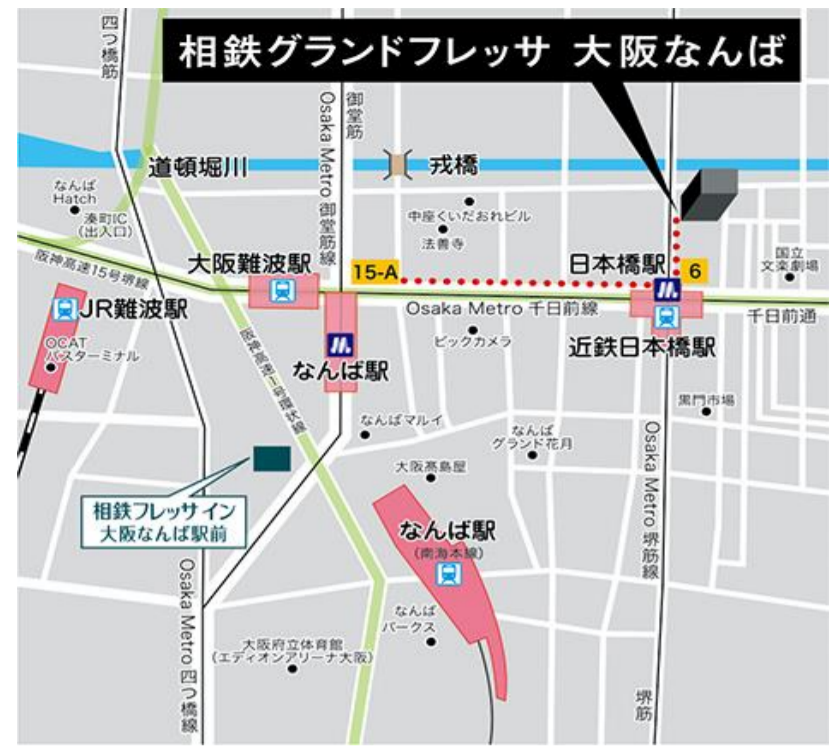 相鉄グランドフレッサ 大阪なんば
四つ橋筋
Osaka Metro 御堂筋線
御堂筋
道頓堀川
戎橋
なんば
Hatch
湊町IC
(出入口)
中座くいだおれビル
法善寺
阪神高速15号堺線
大阪難波駅
15-A
日本橋駅
6
国立
文楽劇場
JR難波駅
Osaka Metro 千日前線
千日前通
OCAT
バスターミナル
なんば駅
ビックカメラ
近鉄日本橋駅
阪神高速1号環状線
黒門市場
なんばマルイ
なんば
グランド花月
大阪髙島屋
相鉄フレッサイン
大阪なんば駅前
なんば駅
(南海本線)
Osaka Metro 堺筋線
Osaka Metro 四つ橋線
なんば
パークス
大阪府立体育館
(エディオンアリーナ大阪)
堺筋